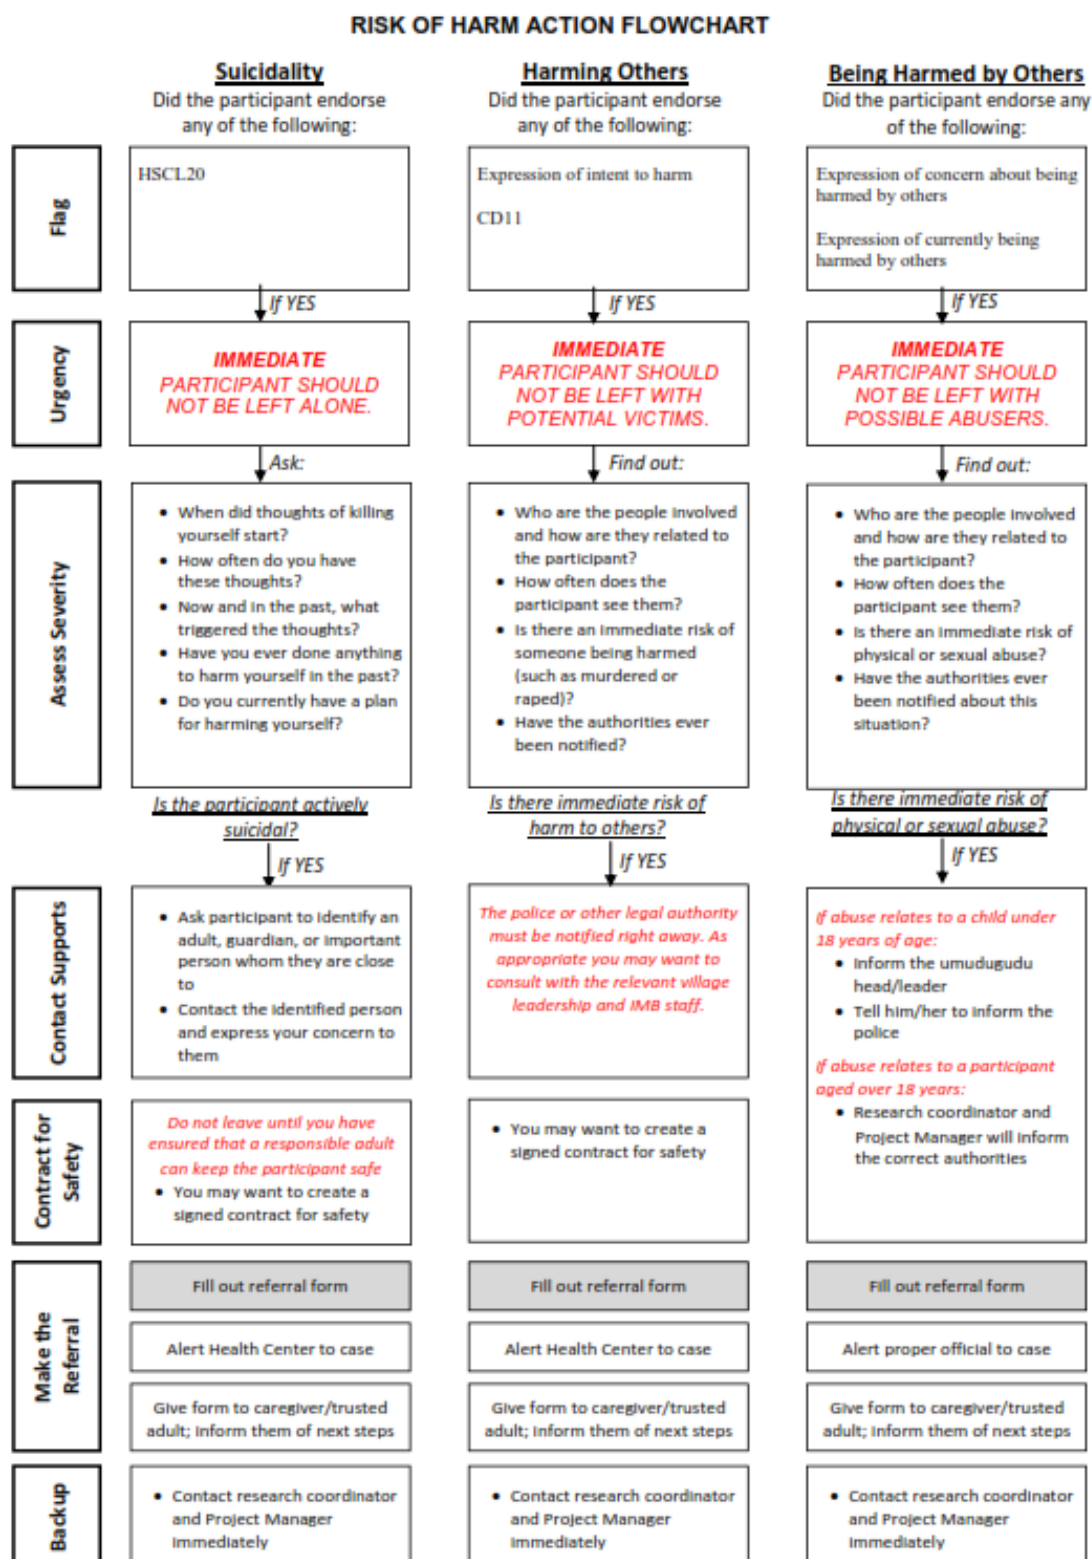 RISK OF HARM ACTION FLOWCHART
Suicidality
Did the participant endorse
any of the following:
Harming Others
Did the participant endorse
any of the following:
Being Harmed by Others
Did the participant endorse any
of the following:
Flag
HSCL20
Expression of intent to harm
CD11
Expression of concern about being
harmed by others
Expression of currently being
harmed by others
If YES
If YES
If YES
Urgency
IMMEDIATE
PARTICIPANT SHOULD
NOT BE LEFT ALONE.
IMMEDIATE
PARTICIPANT SHOULD
NOT BE LEFT WITH
POTENTIAL VICTIMS.
IMMEDIATE
PARTICIPANT SHOULD
NOT BE LEFT WITH
POSSIBLE ABUSERS.
Ask:
Find out:
Find out:
Assess Severity
• When did thoughts of killing
yourself start?
• How often do you have
these thoughts?
• Now and in the past, what
triggered the thoughts?
• Have you ever done anything
to harm yourself in the past?
• Do you currently have a plan
for harming yourself?
• Who are the people involved
and how are they related to
the participant?
• How often does the
participant see them?
• Is there an immediate risk of
someone being harmed
(such as murdered or
raped)?
• Have the authorities ever
been notified?
• Who are the people involved
and how are they related to
the participant?
• How often does the
participant see them?
• Is there an immediate risk of
physical or sexual abuse?
• Have the authorities ever
been notified about this
situation?
Is the participant actively
suicidal?
Is there immediate risk of
harm to others?
Is there immediate risk of
physical or sexual abuse?
If YES
If YES
If YES
Contact Supports
• Ask participant to identify an
adult, guardian, or important
person whom they are close
to
• Contact the identified person
and express your concern to
them
The police or other legal authority
must be notified right away. As
appropriate you may want to
consult with the relevant village
leadership and IMB staff.
If abuse relates to a child under
18 years of age:
• Inform the umudugudu
head/leader
• Tell him/her to inform the
police
If abuse relates to a participant
aged over 18 years:
• Research coordinator and
Project Manager will inform
the correct authorities
Contract for
Safety
Do not leave until you have
ensured that a responsible adult
can keep the participant safe
• You may want to create a
signed contract for safety
• You may want to create a
signed contract for safety
Make the
Referral
Fill out referral form
Fill out referral form
Fill out referral form
Alert Health Center to case
Alert Health Center to case
Alert proper official to case
Give form to caregiver/trusted
adult; Inform them of next steps
Give form to caregiver/trusted
adult; Inform them of next steps
Give form to caregiver/trusted
adult; Inform them of next steps
Backup
• Contact research coordinator
and Project Manager
Immediately
• Contact research coordinator
and Project Manager
Immediately
• Contact research coordinator
and Project Manager
Immediately